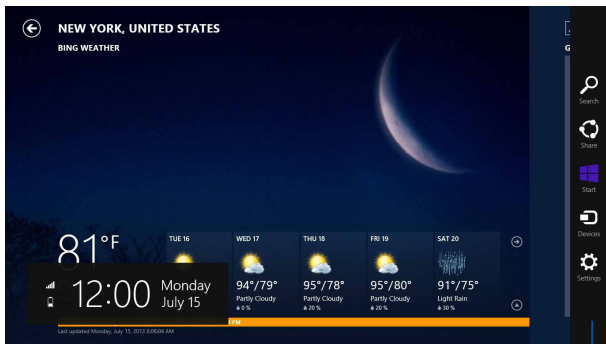 NEW YORK, UNITED STATES
BING WEATHER
G
Search
Share
Start
Devices
Settings
81°F
TUE 16
WED 17
94°/79°
Partly Cloudy
0 %
THU 18
95°/78°
Partly Cloudy
20 %
FRI 19
95°/80°
Partly Cloudy
20 %
SAT 20
91°/75°
Light Rain
30 %
12:00
Monday
July 15
PM
Last updated Monday, July 15, 2013 8:06:04 AM